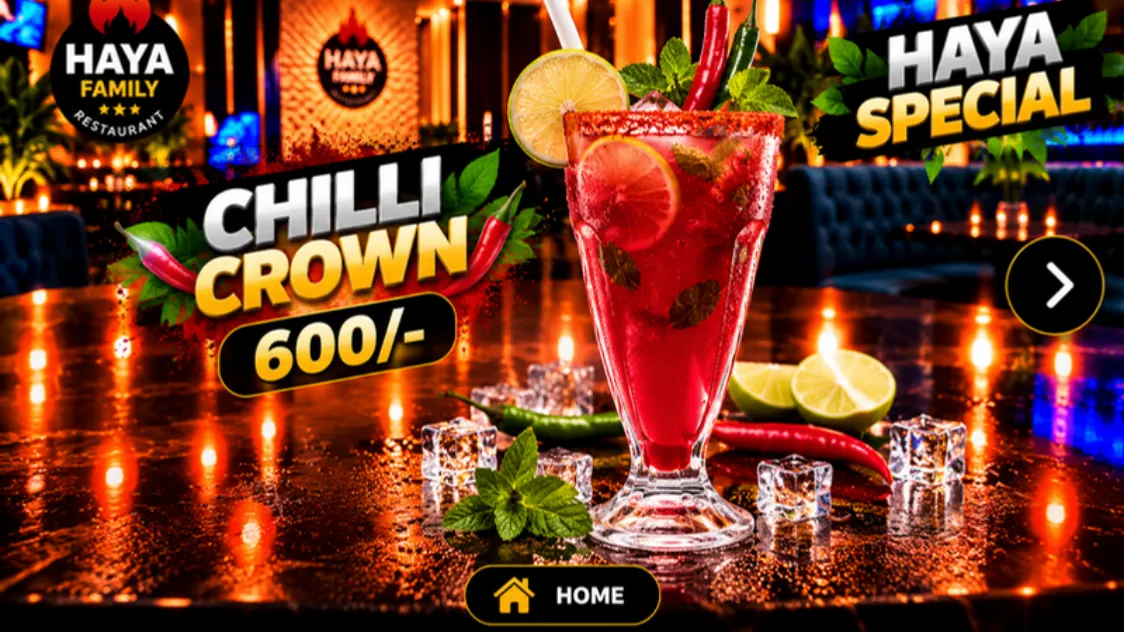 HAYA
FAMILY
RESTAURANT
HAYA
FAMILY
HAYA
SPECIAL
CHILLI
CROWN
600/-
HOME